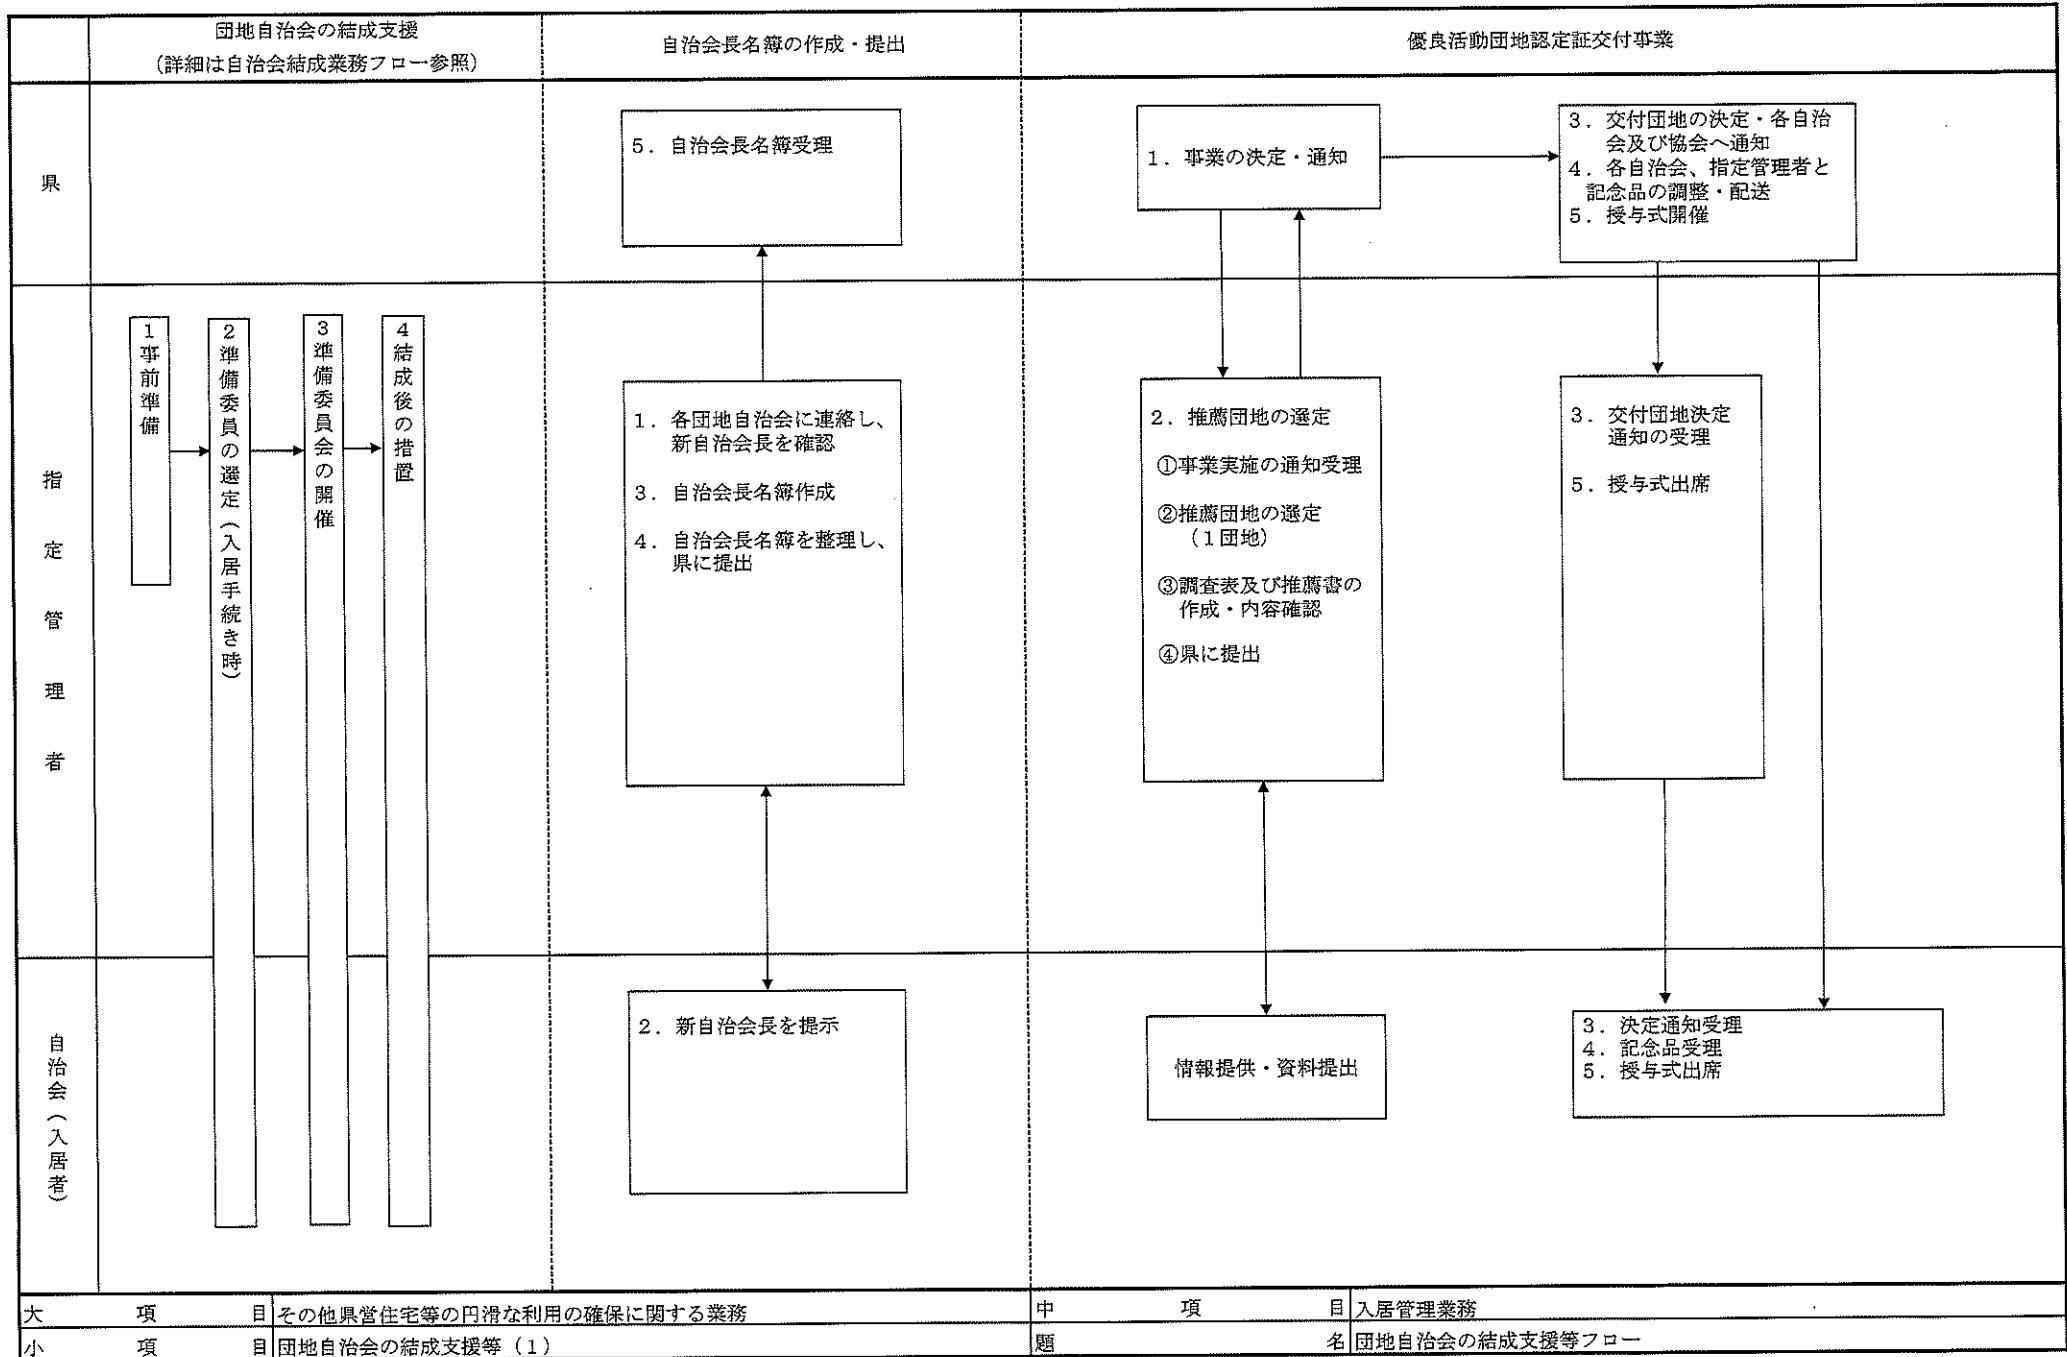 団地自治会の結成支援
(詳細は自治会結成業務フロー参照)
自治会長名簿の作成・提出
優良活動団地認定証交付事業
県
5. 自治会長名簿受理
1. 事業の決定・通知
3. 交付団地の決定・各自治
会及び協会へ通知
4. 各自治会、指定管理者と
記念品の調整・配送
5. 授与式開催
指定管理者
1事前準備
2準備委員の選定(入居手続き時)
3準備委員会の開催
4結成後の措置
1. 各団地自治会に連絡し、
新自治会長を確認
3. 自治会長名簿作成
4. 自治会長名簿を整理し、
県に提出
2. 推薦団地の選定
①事業実施の通知受理
②推薦団地の選定
(1団地)
③調査表及び推薦書の
作成・内容確認
④県に提出
3. 交付団地決定
通知の受理
5. 授与式出席
自治会(入居者)
2. 新自治会長を提示
情報提供・資料提出
3. 決定通知受理
4. 記念品受理
5. 授与式出席
大項目 その他県営住宅等の円滑な利用の確保に関する業務
中項目 入居管理業務
小項目 団地自治会の結成支援等(1)
題名 団地自治会の結成支援等フロー